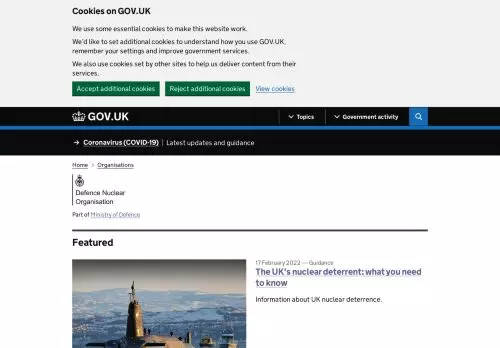 Cookies on GOV.UK
We use some essential cookies to make this website work.
We'd like to set additional cookies to understand how you use GOV.UK,
remember your settings and improve government services.
We also use cookies set by other sites to help us deliver content from their
services.
Accept additional cookies
Reject additional cookies
View cookies
GOV.UK
Topics
Government activity
→ Coronavirus (COVID-19) | Latest updates and guidance
Home > Organisations
Defence Nuclear
Organisation
Part of Ministry of Defence
Featured
17 February 2022 — Guidance
The UK's nuclear deterrent: what you need
to know
Information about UK nuclear deterrence.